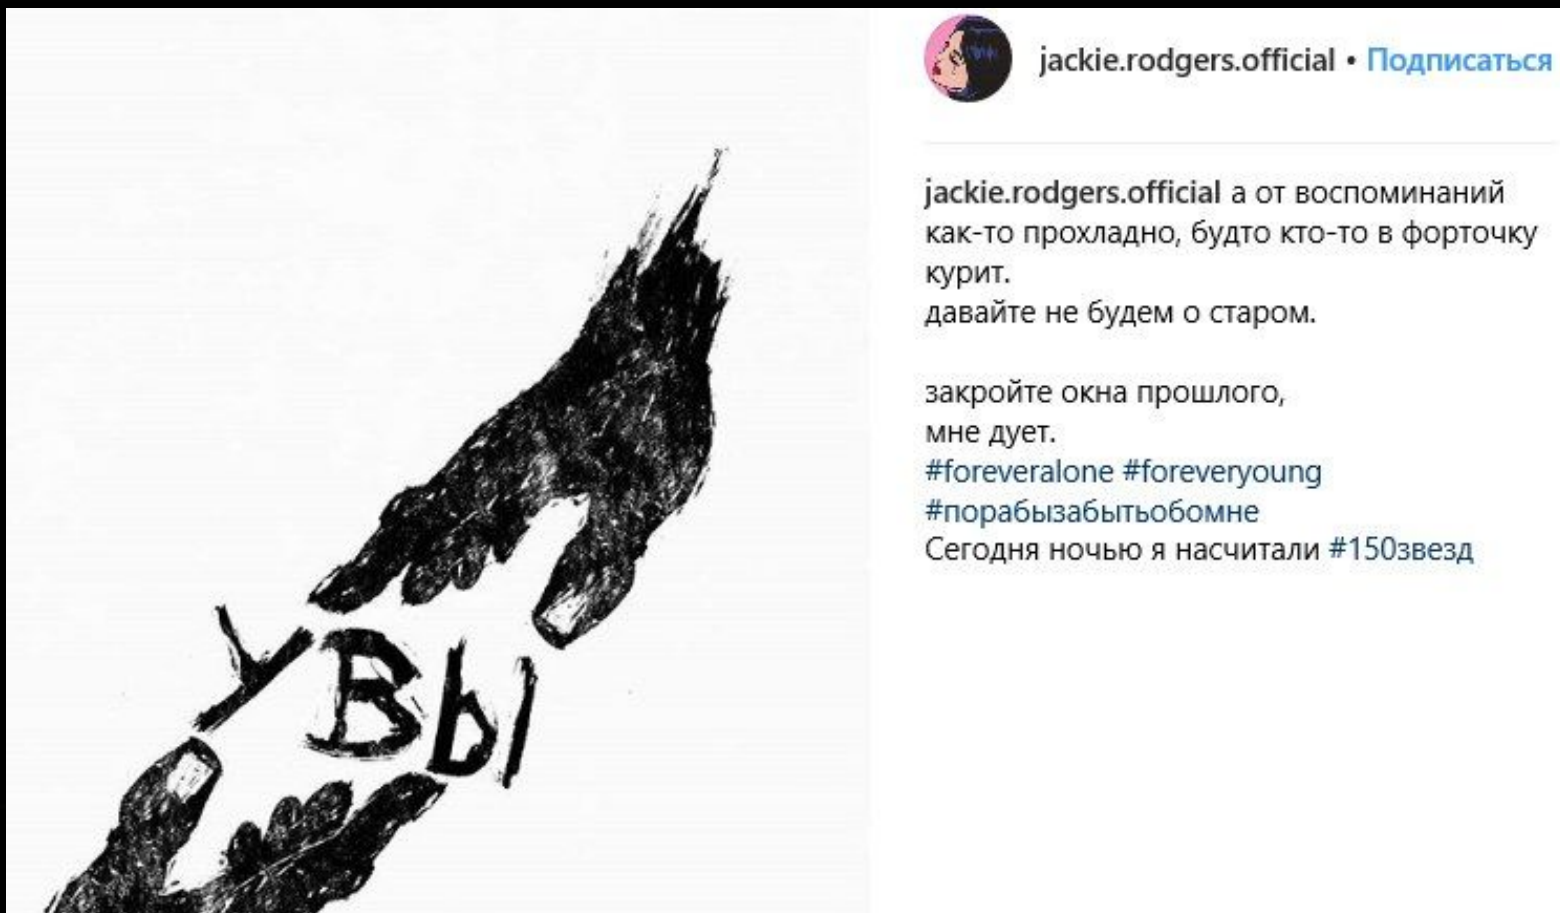 jackie.rodgers.official • Подписаться
jackie.rodgers.official а от воспоминаний
как-то прохладно, будто кто-то в форточку
курит.
давайте не будем о старом.
закройте окна прошлого,
мне дует.
#foreveralone #foreveryoung
#порабызабытьобомне
Сегодня ночью я насчитали #150звезд
УВЫ